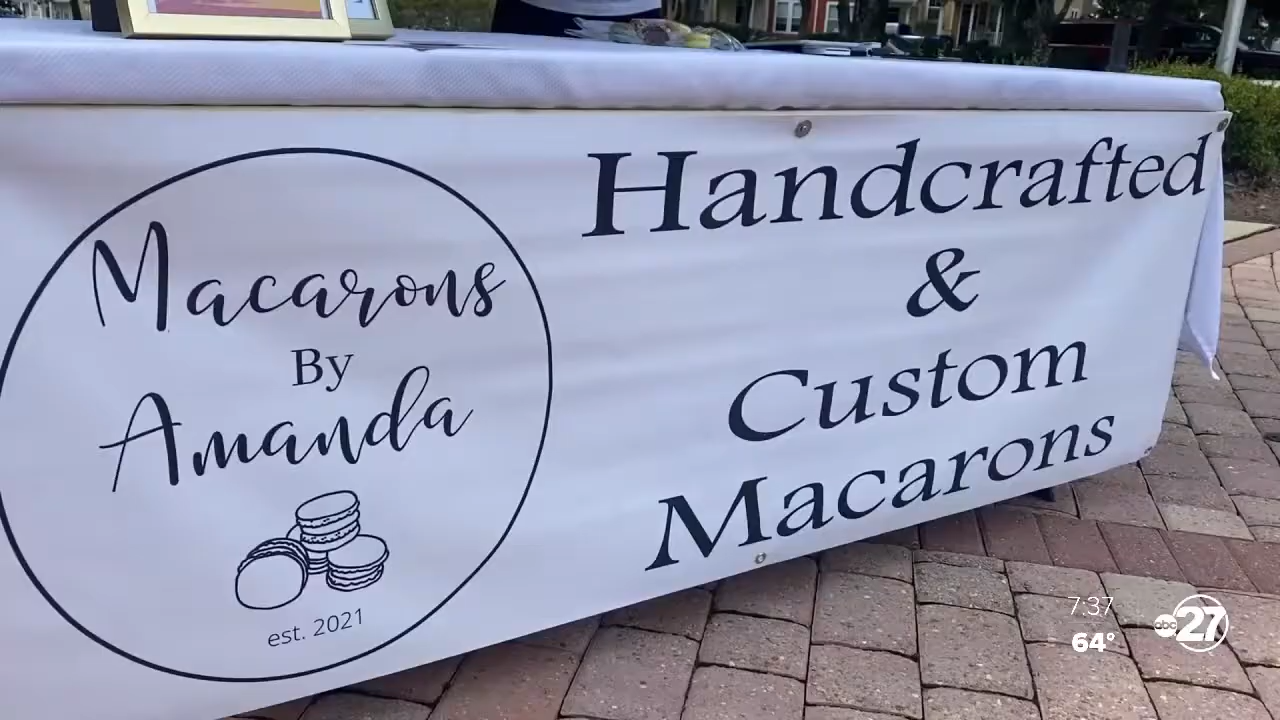 Macarons
By
Amanda
est. 2021
Handcrafted
&
Custom
Macarons
7:37
64°
abc 27